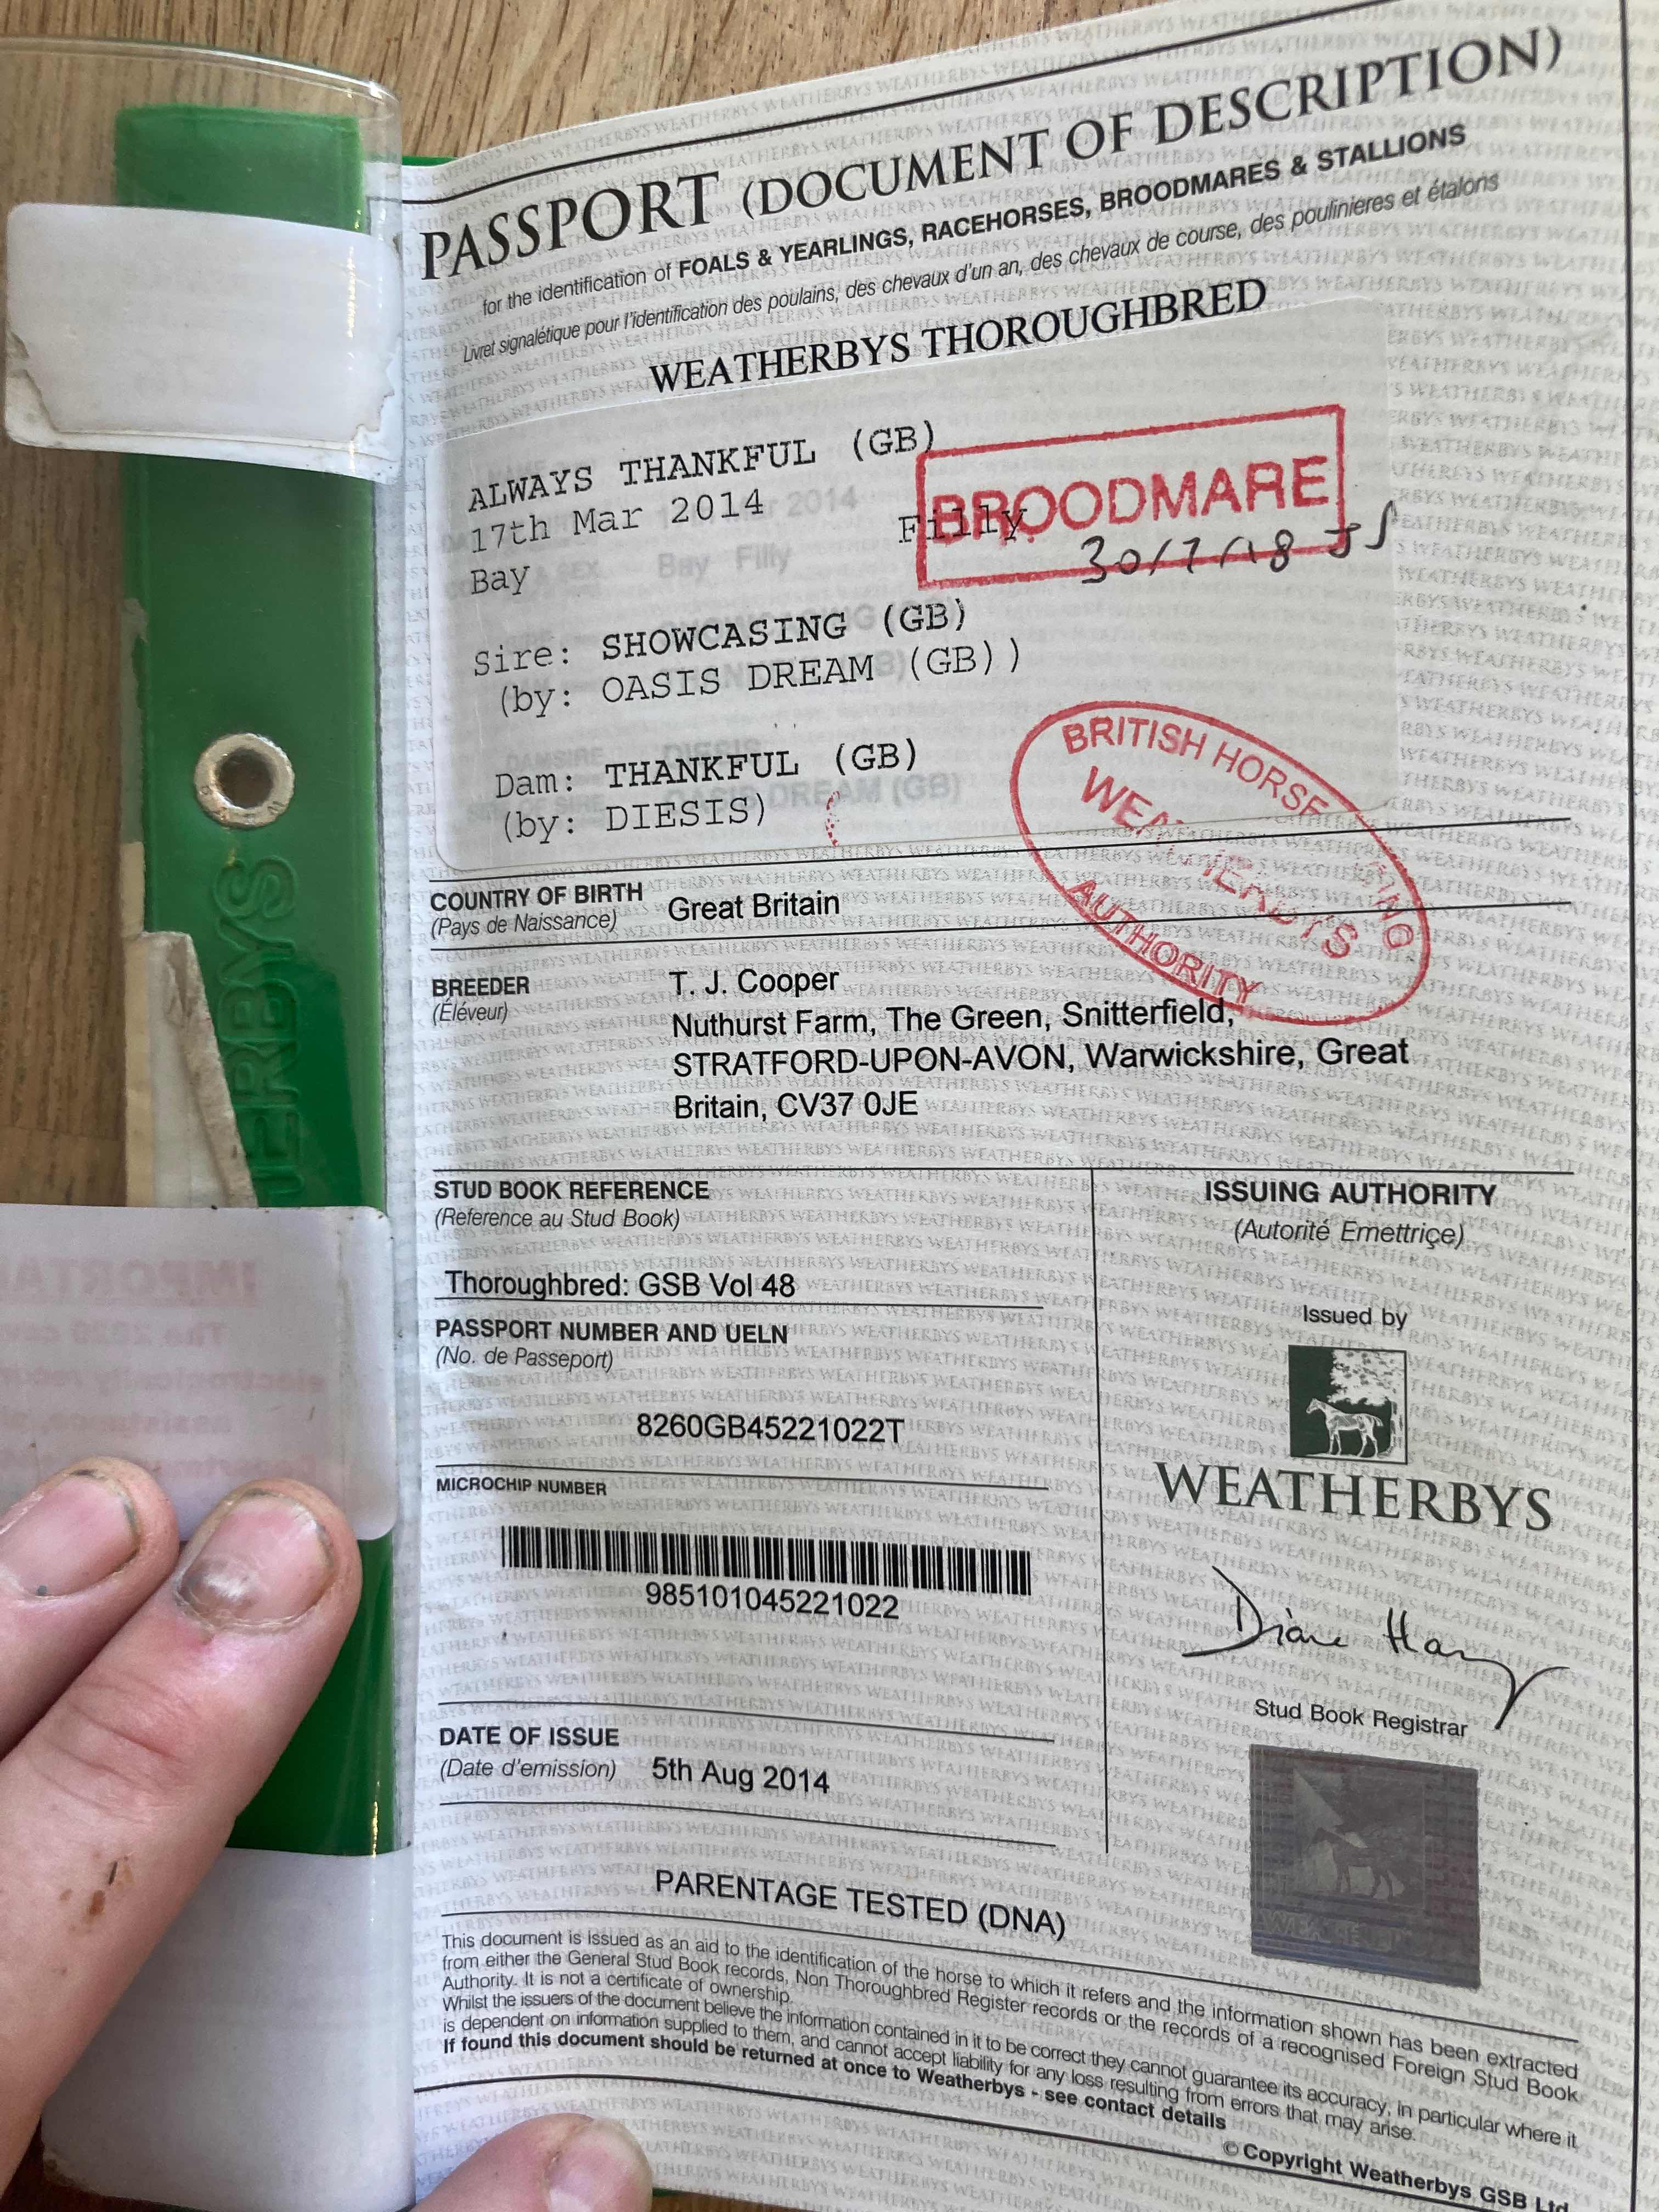 PASSPORT (DOCUMENT OF DESCRIPTION)
for the identification of FOALS & YEARLINGS, RACEHORSES, BROODMARES & STALLIONS
Livret signalétique pour l'identification des poulains, des chevaux d'un an, des chevaux de course, des poulinieres et étalons
WEATHERBYS THOROUGHBRED
ALWAYS THANKFUL (GB)
17th Mar 2014 Filly
BROODMARE
30/7/18 JS
Bay
Bay Filly
Sire: SHOWCASING (GB)
(by: OASIS DREAM (GB))
Dam: THANKFUL (GB)
(by: DIESIS)
BRITISH HORSE RACING AUTHORITY
WEATHERBYS
COUNTRY OF BIRTH Great Britain
(Pays de Naissance)
BREEDER T. J. Cooper
(Éléveur)
Nuthurst Farm, The Green, Snitterfield,
STRATFORD-UPON-AVON, Warwickshire, Great
Britain, CV37 0JE
STUD BOOK REFERENCE
(Reference au Stud Book)
Thoroughbred: GSB Vol 48
PASSPORT NUMBER AND UELN
(No. de Passeport)
8260GB45221022T
MICROCHIP NUMBER
985101045221022
DATE OF ISSUE
(Date d'emission) 5th Aug 2014
ISSUING AUTHORITY
(Autorité Emettriçe)
Issued by
WEATHERBYS
Stud Book Registrar
PARENTAGE TESTED (DNA)
This document is issued as an aid to the identification of the horse to which it refers and the information shown has been extracted
from either the General Stud Book records, Non Thoroughbred Register records or the records of a recognised Foreign Stud Book
Authority. It is not a certificate of ownership.
Whilst the issuers of the document believe the information contained in it to be correct they cannot guarantee its accuracy, in particular where it
is dependent on information supplied to them, and cannot accept liability for any loss resulting from errors that may arise.
If found this document should be returned at once to Weatherbys - see contact details
© Copyright Weatherbys GSB Ltd